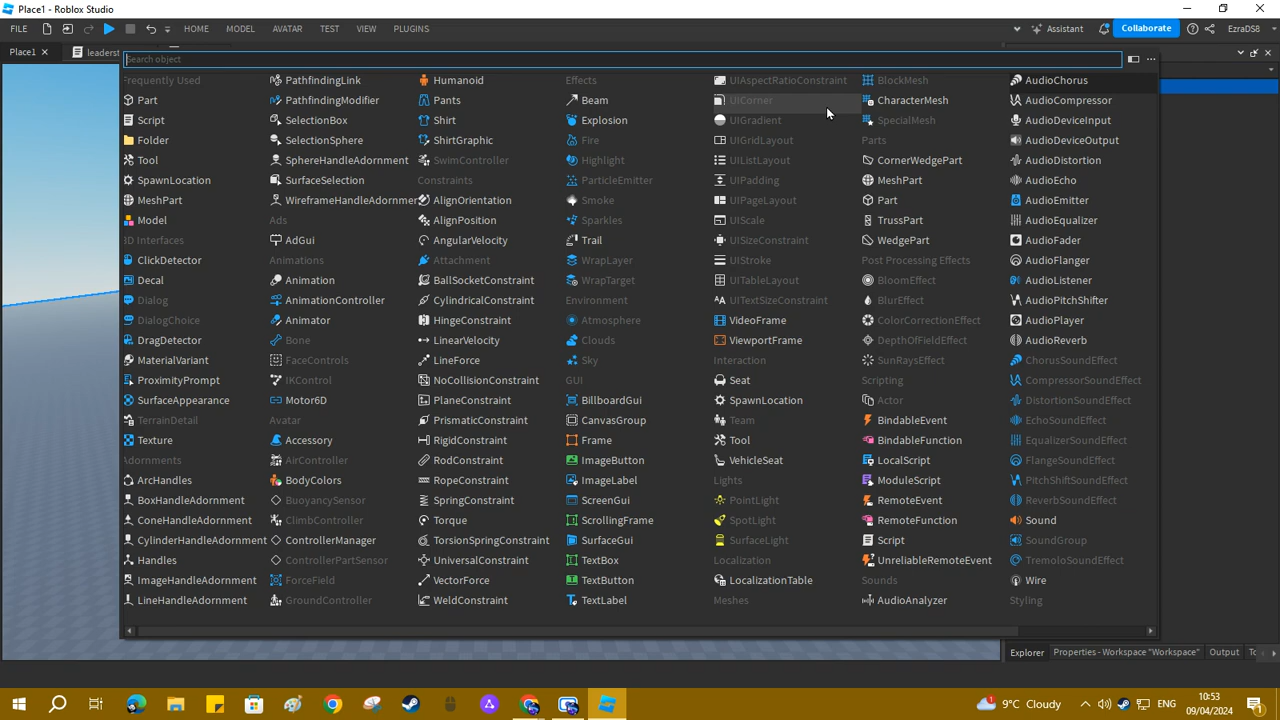 Place1 - Roblox Studio
FILE HOME MODEL AVATAR TEST VIEW PLUGINS Assistant Collaborate EzraDS8
Place1 leaderst
Search object
Frequently Used
Part
Script
Folder
Tool
SpawnLocation
MeshPart
Model
3D Interfaces
ClickDetector
Decal
Dialog
DialogChoice
DragDetector
MaterialVariant
ProximityPrompt
SurfaceAppearance
TerrainDetail
Texture
Adornments
ArcHandles
BoxHandleAdornment
ConeHandleAdornment
CylinderHandleAdornment
Handles
ImageHandleAdornment
LineHandleAdornment
PathfindingLink
PathfindingModifier
SelectionBox
SelectionSphere
SphereHandleAdornment
SurfaceSelection
WireframeHandleAdornmer
Ads
AdGui
Animations
Animation
AnimationController
Animator
Bone
FaceControls
IKControl
Motor6D
Avatar
Accessory
AirController
BodyColors
BuoyancySensor
ClimbController
ControllerManager
ControllerPartSensor
ForceField
GroundController
Humanoid
Pants
Shirt
ShirtGraphic
SwimController
Constraints
AlignOrientation
AlignPosition
AngularVelocity
Attachment
BallSocketConstraint
CylindricalConstraint
HingeConstraint
LinearVelocity
LineForce
NoCollisionConstraint
PlaneConstraint
PrismaticConstraint
RigidConstraint
RodConstraint
RopeConstraint
SpringConstraint
Torque
TorsionSpringConstraint
UniversalConstraint
VectorForce
WeldConstraint
Effects
Beam
Explosion
Fire
Highlight
ParticleEmitter
Smoke
Sparkles
Trail
WrapLayer
WrapTarget
Environment
Atmosphere
Clouds
Sky
GUI
BillboardGui
CanvasGroup
Frame
ImageButton
ImageLabel
ScreenGui
ScrollingFrame
SurfaceGui
TextBox
TextButton
TextLabel
UIAspectRatioConstraint
UICorner
UIGradient
UIGridLayout
UIListLayout
UIPadding
UIPageLayout
UIScale
UISizeConstraint
UIStroke
UITableLayout
UITextSizeConstraint
VideoFrame
ViewportFrame
Interaction
Seat
SpawnLocation
Team
Tool
VehicleSeat
Lights
PointLight
SpotLight
SurfaceLight
Localization
LocalizationTable
Meshes
BlockMesh
CharacterMesh
SpecialMesh
Parts
CornerWedgePart
MeshPart
Part
TrussPart
WedgePart
Post Processing Effects
BloomEffect
BlurEffect
ColorCorrectionEffect
DepthOfFieldEffect
SunRaysEffect
Scripting
Actor
BindableEvent
BindableFunction
LocalScript
ModuleScript
RemoteEvent
RemoteFunction
Script
UnreliableRemoteEvent
Sounds
AudioAnalyzer
AudioChorus
AudioCompressor
AudioDeviceInput
AudioDeviceOutput
AudioDistortion
AudioEcho
AudioEmitter
AudioEqualizer
AudioFader
AudioFlanger
AudioListener
AudioPitchShifter
AudioPlayer
AudioReverb
ChorusSoundEffect
CompressorSoundEffect
DistortionSoundEffect
EchoSoundEffect
EqualizerSoundEffect
FlangeSoundEffect
PitchShiftSoundEffect
ReverbSoundEffect
Sound
SoundGroup
TremoloSoundEffect
Wire
Styling
Explorer Properties - Workspace "Workspace" Output To
9°C Cloudy ENG 10:53
09/04/2024